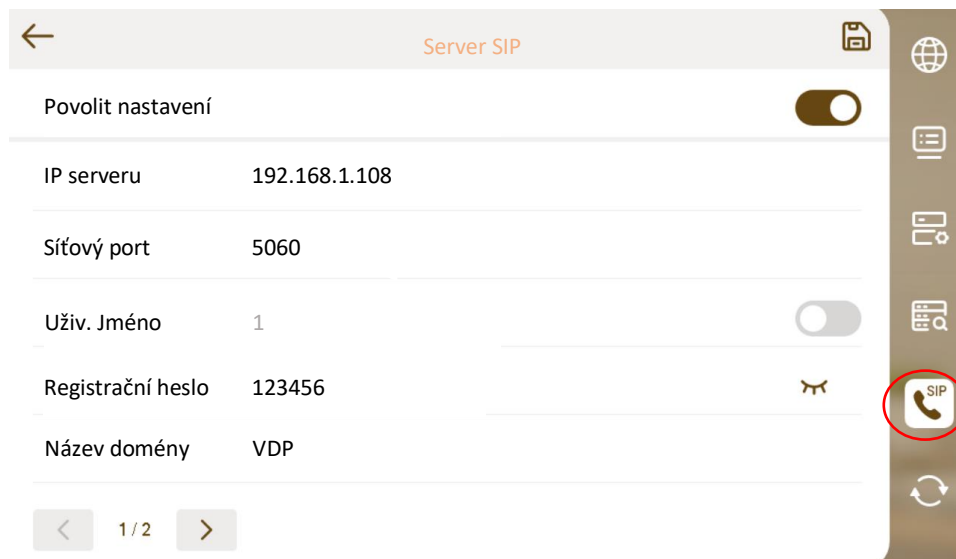 Server SIP
Povolit nastavení
IP serveru 192.168.1.108
Síťový port 5060
Uživ. Jméno 1
Registrační heslo 123456
SIP
Název domény VDP
1 / 2